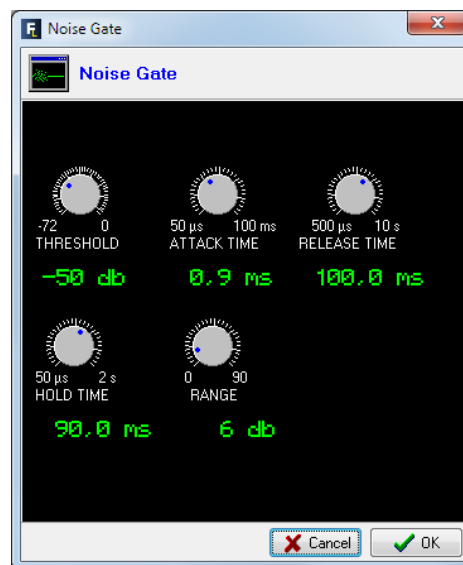 Noise Gate
Noise Gate
-72 0 50 µs 100 ms 500 µs 10 s
THRESHOLD ATTACK TIME RELEASE TIME
-50 db 0,9 ms 100,0 ms
50 µs 2 s 0 90
HOLD TIME RANGE
90,0 ms 6 db
Cancel OK